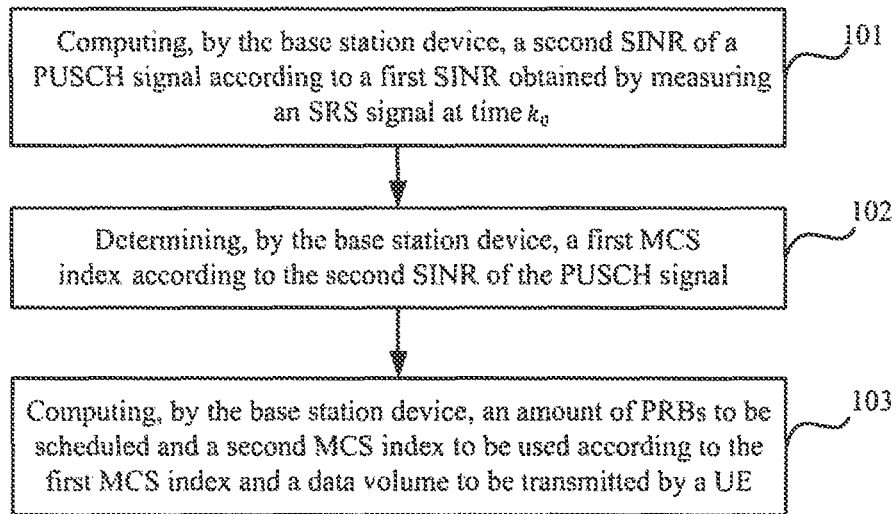 Computing, by the base station device, a second SINR of a
PUSCH signal according to a first SINR obtained by measuring
an SRS signal at time k₀
101
Determining, by the base station device, a first MCS
index according to the second SINR of the PUSCH signal
102
Computing, by the base station device, an amount of PRBs to be
scheduled and a second MCS index to be used according to the
first MCS index and a data volume to be transmitted by a UE
103